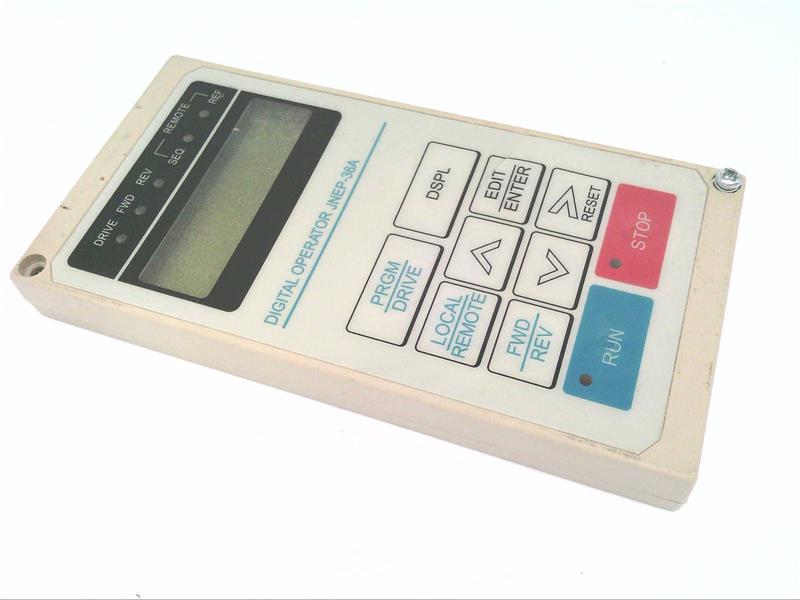 DRIVE FWD REV SEQ REMOTE REF
DIGITAL OPERATOR JNEP-36A
DSPL
EDIT
ENTER
>
RESET
PRGM
DRIVE
∧
∨
STOP
LOCAL
REMOTE
FWD
REV
RUN